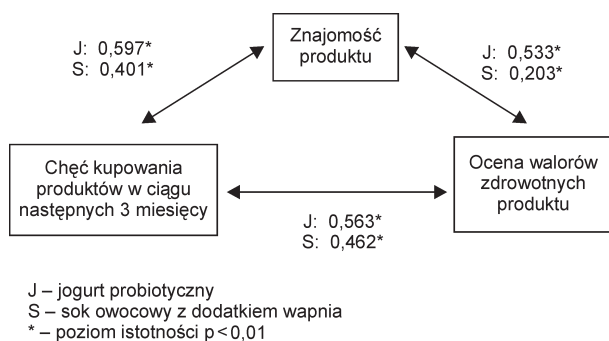 Znajomość
produktu
J: 0,597*
S: 0,401*
J: 0,533*
S: 0,203*
Chęć kupowania
produktów w ciągu
następnych 3 miesięcy
Ocena walorów
zdrowotnych
produktu
J: 0,563*
S: 0,462*
J – jogurt probiotyczny
S – sok owocowy z dodatkiem wapnia
* – poziom istotności p < 0,01